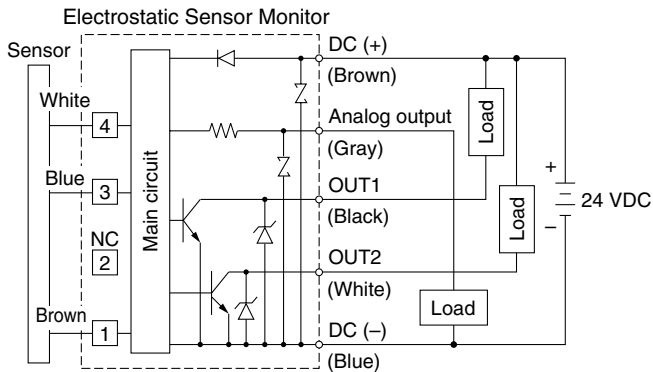 Electrostatic Sensor Monitor
Sensor
DC (+)
(Brown)
White
4
Analog output
(Gray)
Load
Blue
3
Main circuit
OUT1
(Black)
Load
+
24 VDC
–
NC
2
OUT2
(White)
Load
Brown
1
DC (–)
(Blue)